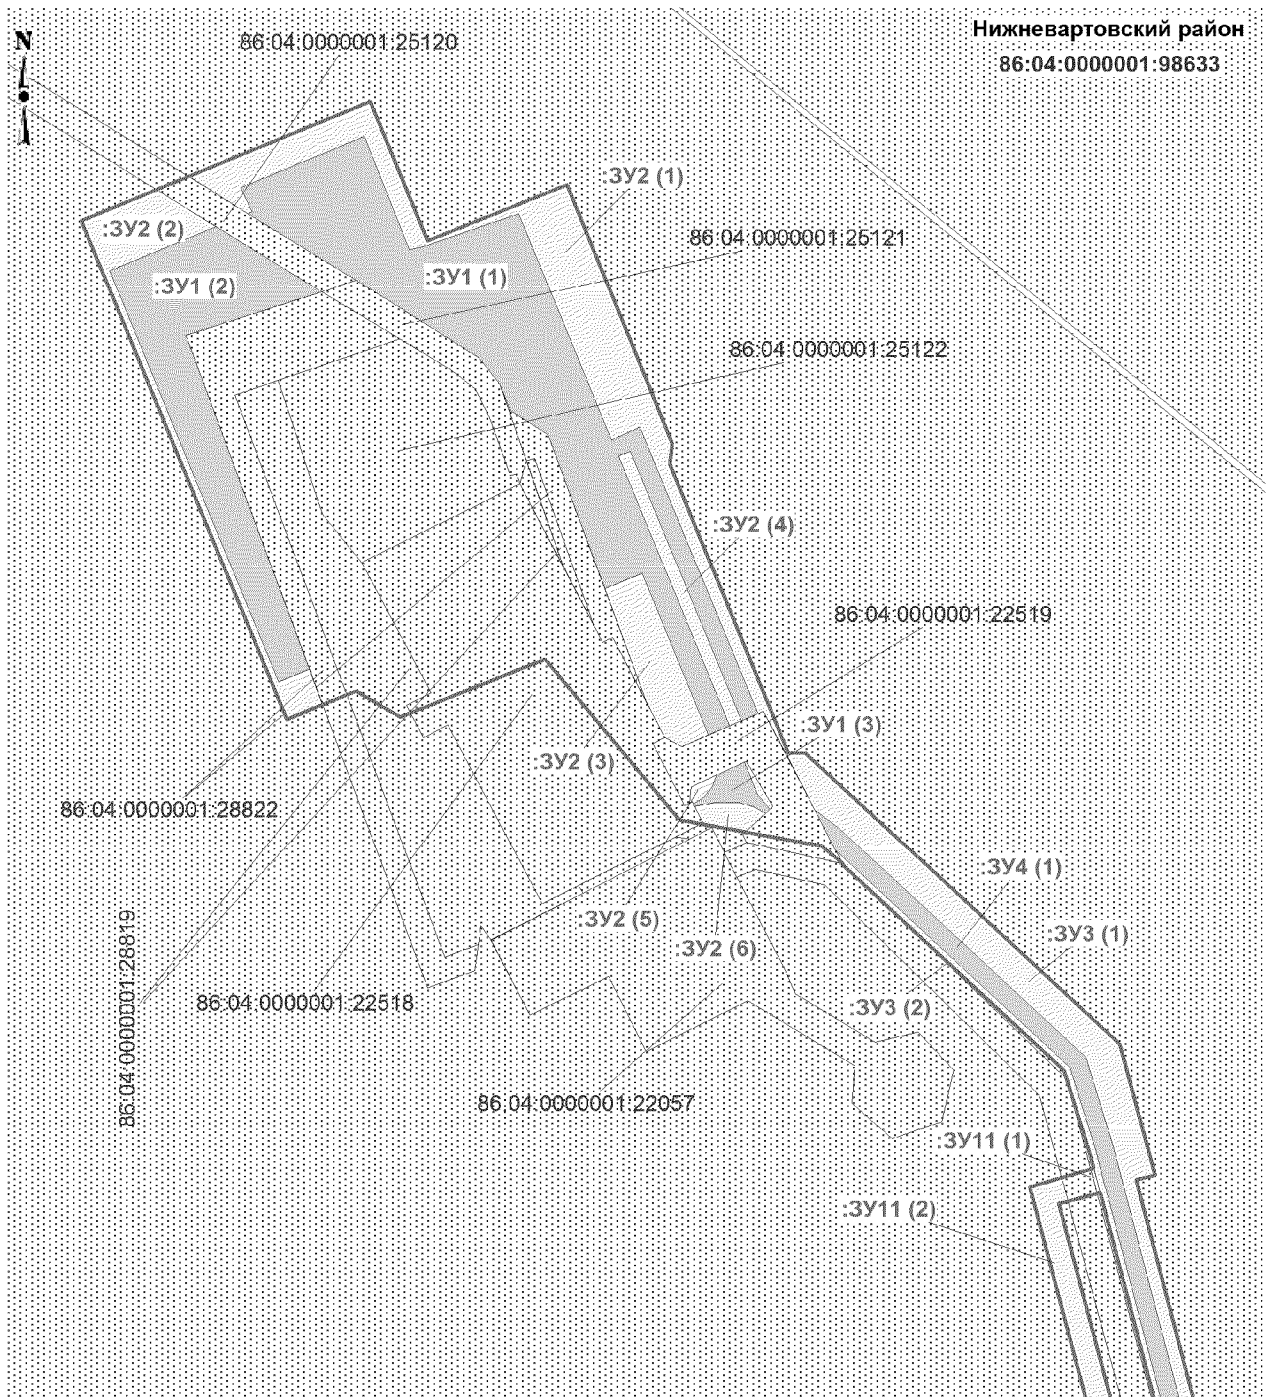 Нижневартовский район
86:04:0000001:98633
N
86:04:0000001:25120
:ЗУ2 (1)
:ЗУ2 (2)
86:04:0000001:25121
:ЗУ1 (1)
:ЗУ1 (2)
86:04:0000001:25122
:ЗУ2 (4)
86:04:0000001:22519
:ЗУ1 (3)
:ЗУ2 (3)
86:04:0000001:28822
:ЗУ4 (1)
:ЗУ2 (5)
:ЗУ3 (1)
:ЗУ2 (6)
86:04:0000001:28819
86:04:0000001:22518
:ЗУ3 (2)
86:04:0000001:22057
:ЗУ11 (1)
:ЗУ11 (2)